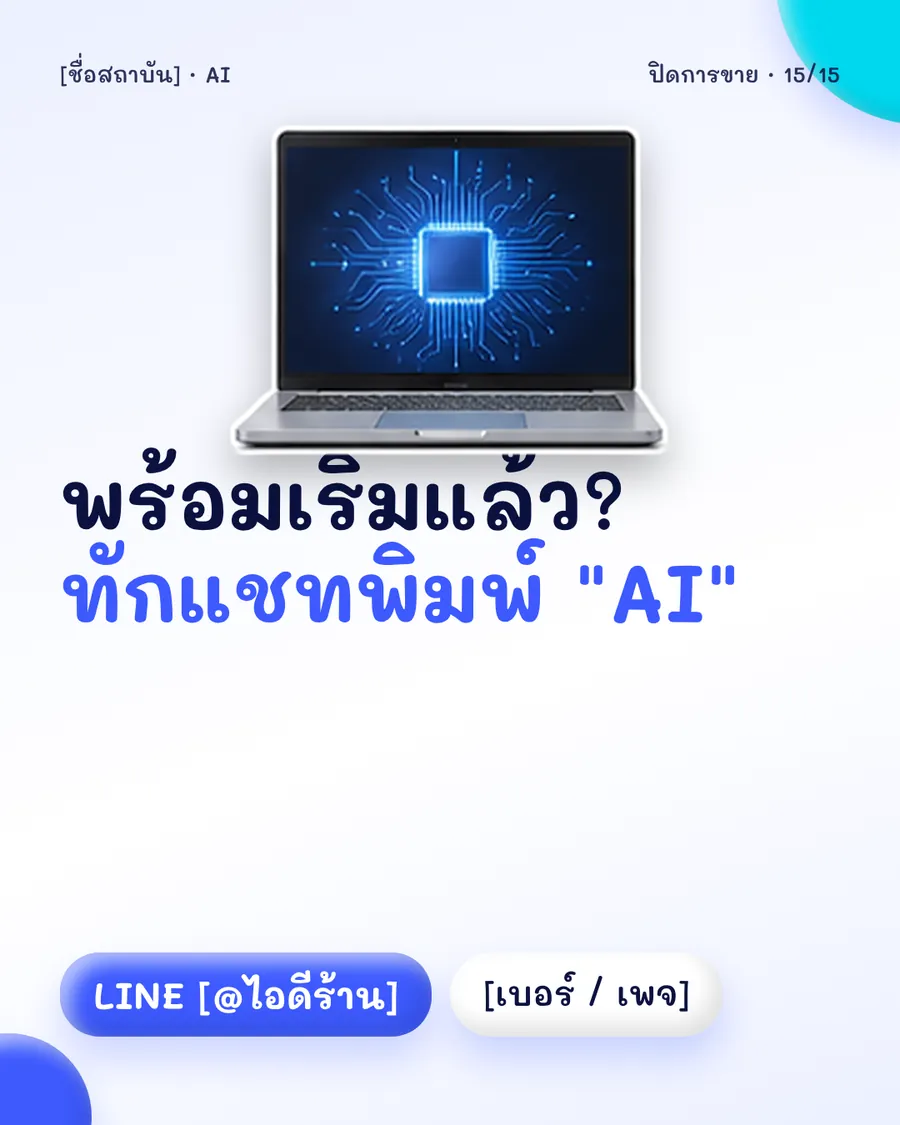 [ชื่อสถาบัน] · AI
ปิดการขาย · 15/15
พร้อมเริ่มแล้ว?
ทักแชทพิมพ์ "AI"
LINE [@ไอดีร้าน]
[เบอร์ / เพจ]